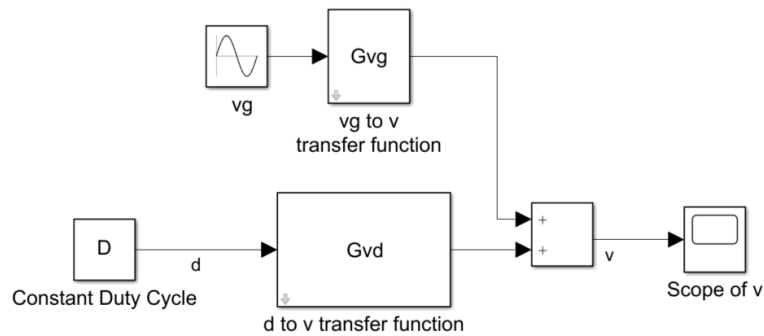 Gvg
vg
vg to v
transfer function
+
+
D
d
Gvd
v
Constant Duty Cycle
Scope of v
d to v transfer function